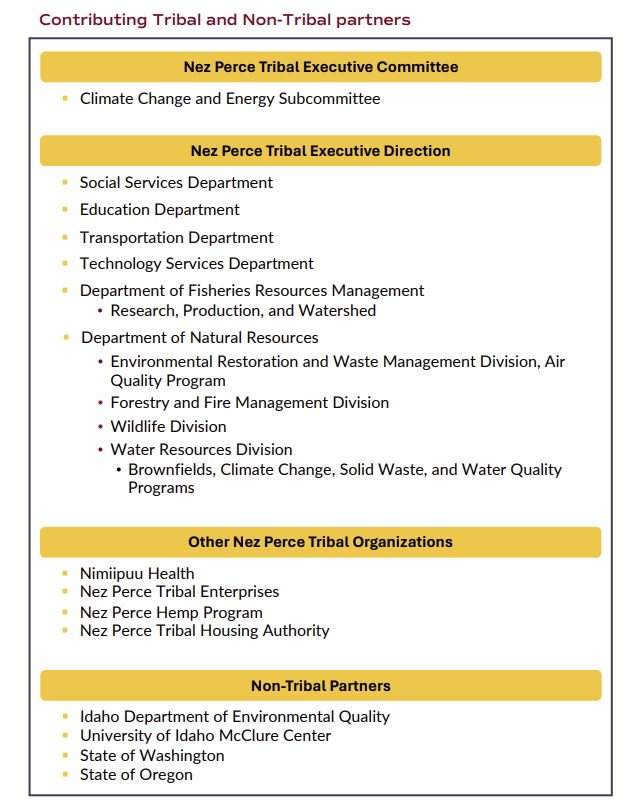 Contributing Tribal and Non-Tribal partners
Nez Perce Tribal Executive Committee
Climate Change and Energy Subcommittee
Nez Perce Tribal Executive Direction
Social Services Department
Education Department
Transportation Department
Technology Services Department
Department of Fisheries Resources Management
Research, Production, and Watershed
Department of Natural Resources
Environmental Restoration and Waste Management Division, Air
Quality Program
Forestry and Fire Management Division
Wildlife Division
Water Resources Division
Brownfields, Climate Change, Solid Waste, and Water Quality
Programs
Other Nez Perce Tribal Organizations
Nimiipuu Health
Nez Perce Tribal Enterprises
Nez Perce Hemp Program
Nez Perce Tribal Housing Authority
Non-Tribal Partners
Idaho Department of Environmental Quality
University of Idaho McClure Center
State of Washington
State of Oregon